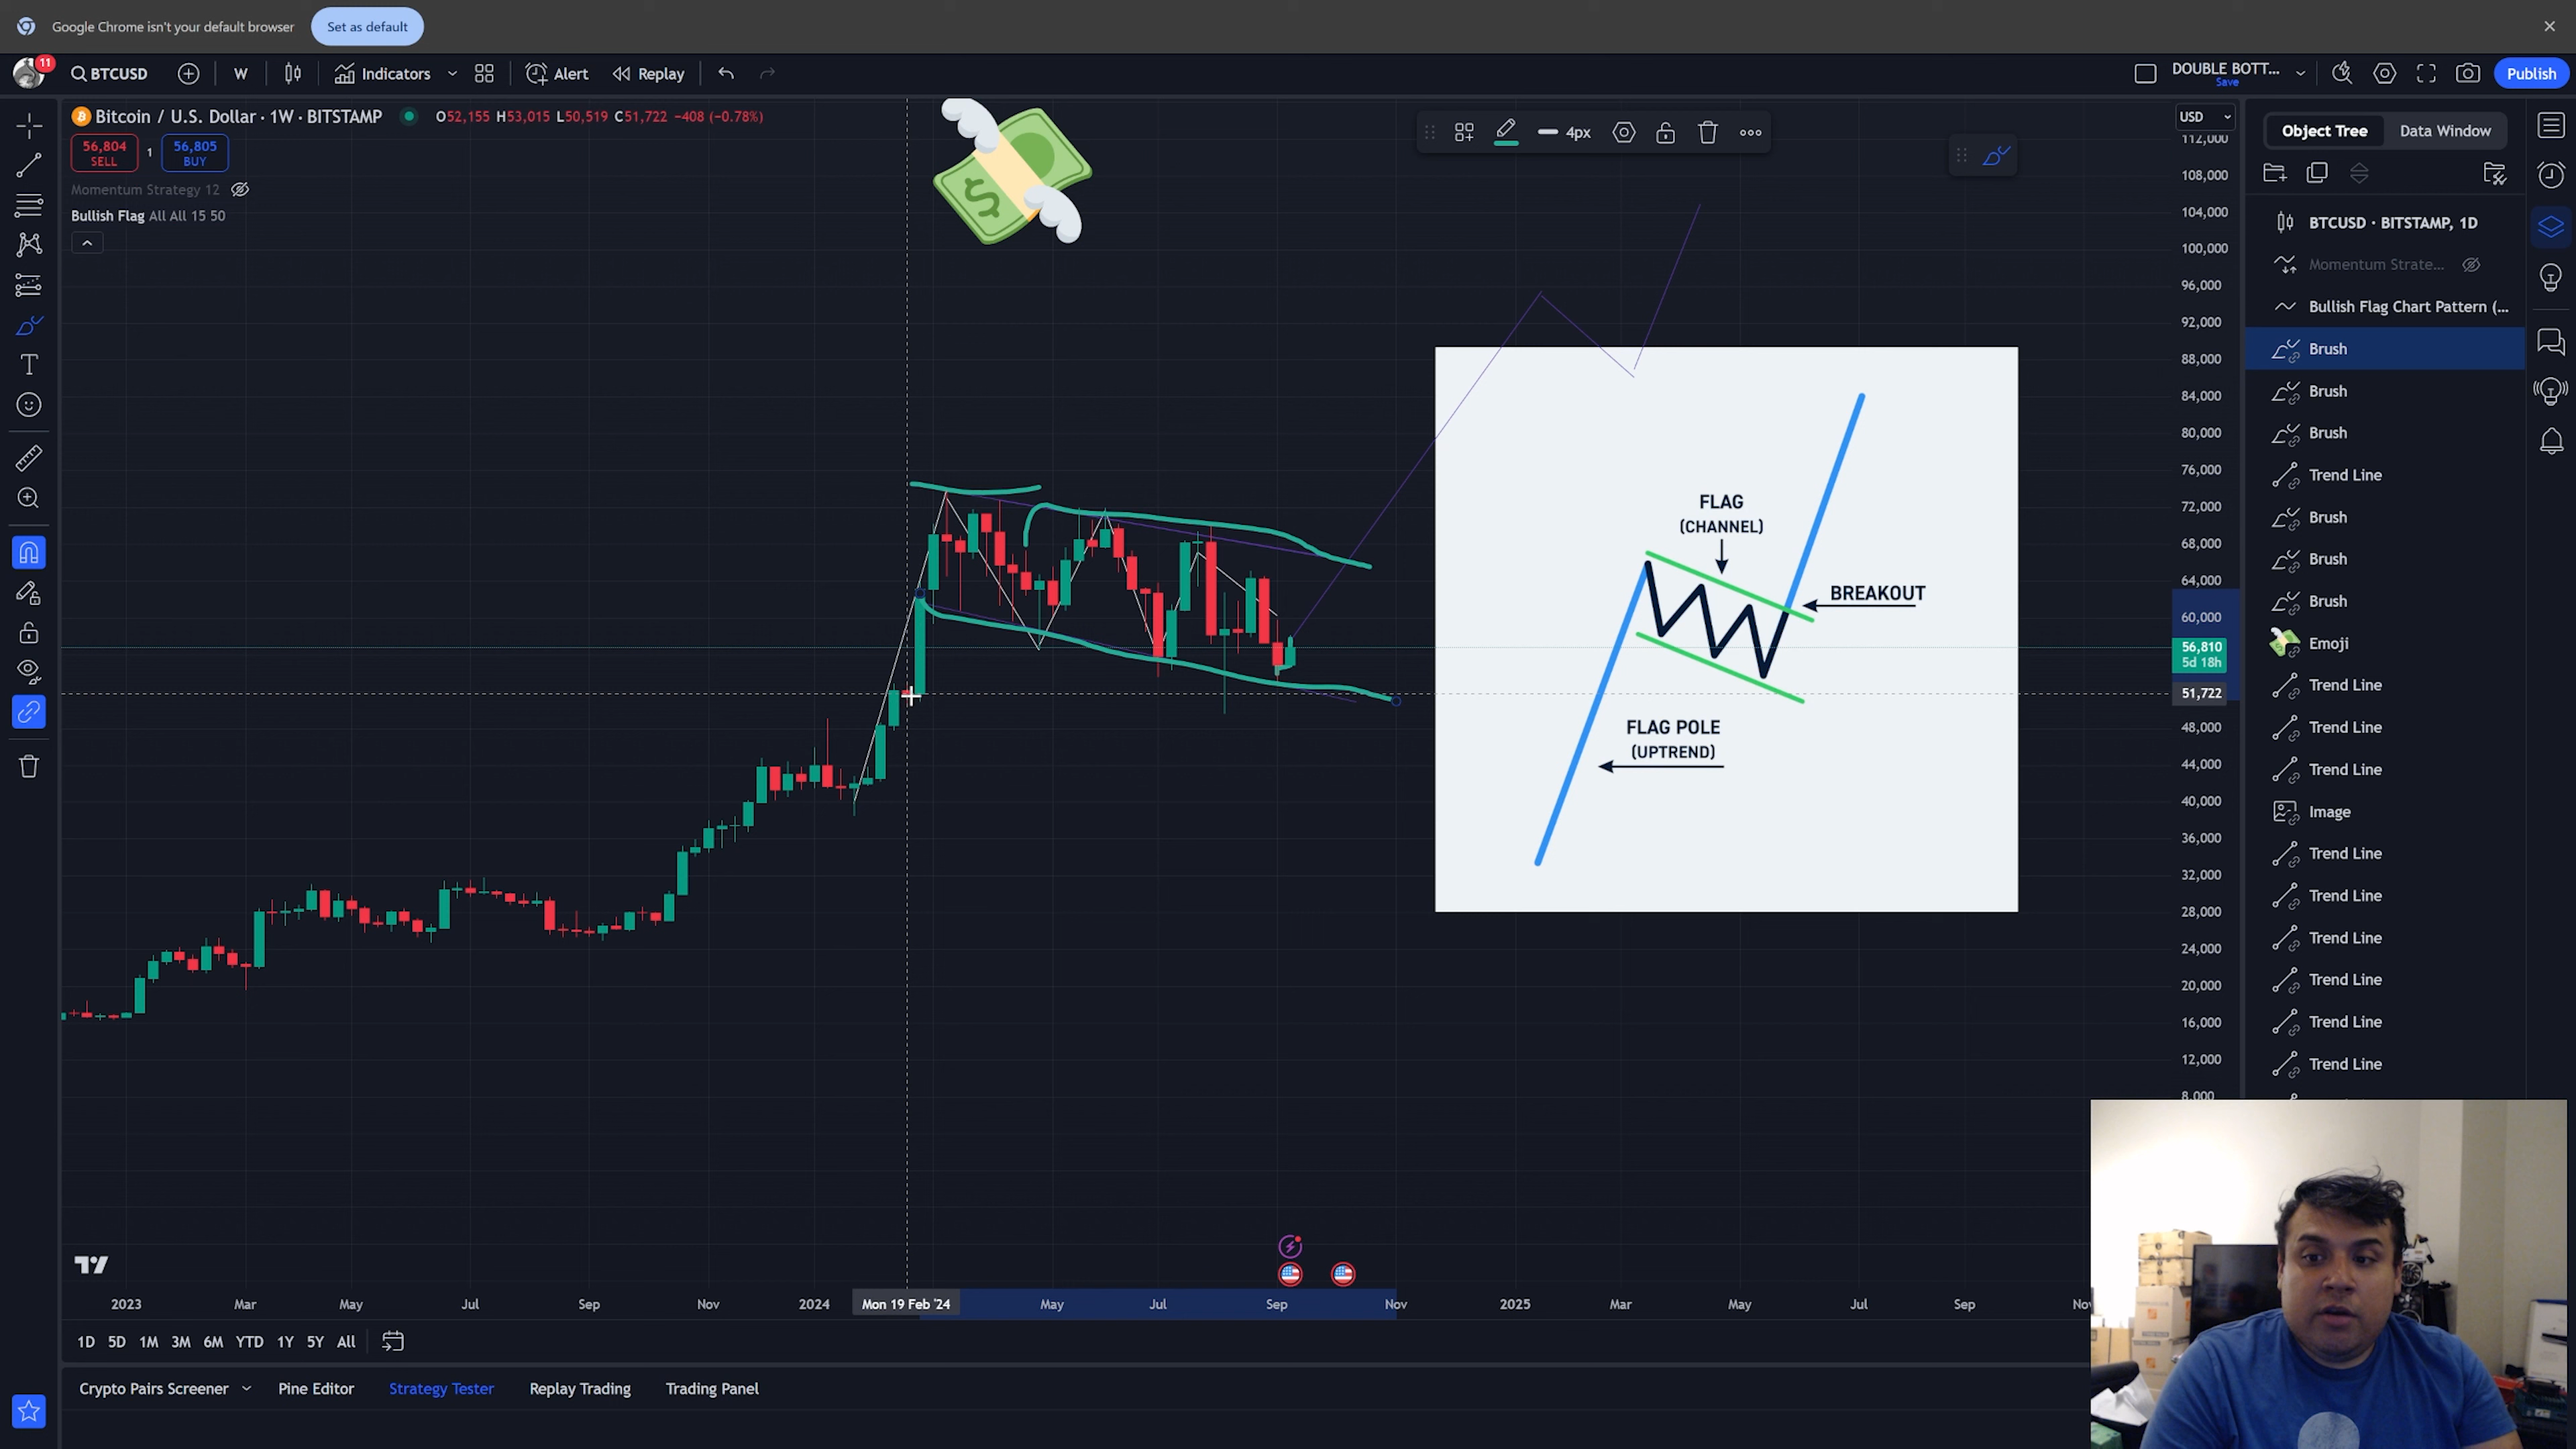 Google Chrome isn't your default browser Set as default
11 BTCUSD W Indicators Alert Replay DOUBLE BOTT... Save Publish
Bitcoin / U.S. Dollar · 1W · BITSTAMP O52,155 H53,015 L50,519 C51,722 −408 (−0.78%)
56,804 SELL 1 56,805 BUY
Momentum Strategy 12
Bullish Flag All All 15 50
4px
USD
112,000
108,000
104,000
100,000
96,000
92,000
88,000
84,000
80,000
76,000
72,000
68,000
64,000
60,000
56,810
5d 18h
51,722
48,000
44,000
40,000
36,000
32,000
28,000
24,000
20,000
16,000
12,000
8,000
FLAG
(CHANNEL)
BREAKOUT
FLAG POLE
(UPTREND)
Object Tree Data Window
BTCUSD · BITSTAMP, 1D
Momentum Strate...
Bullish Flag Chart Pattern (...
Brush
Brush
Brush
Trend Line
Brush
Brush
Brush
Emoji
Trend Line
Trend Line
Trend Line
Image
Trend Line
Trend Line
Trend Line
Trend Line
Trend Line
Trend Line
2023 Mar May Jul Sep Nov 2024 Mon 19 Feb '24 May Jul Sep Nov 2025 Mar May Jul Sep Nov
1D 5D 1M 3M 6M YTD 1Y 5Y All
Crypto Pairs Screener Pine Editor Strategy Tester Replay Trading Trading Panel